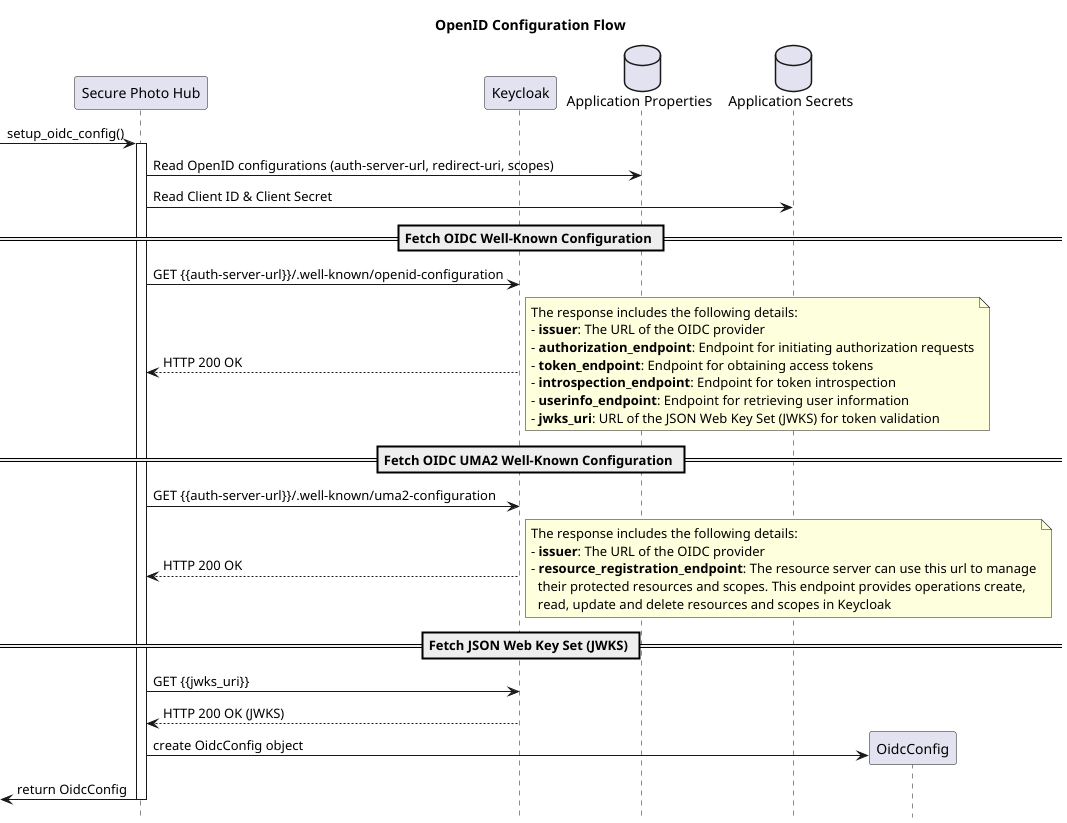 OpenID Configuration Flow
Secure Photo Hub
Keycloak
Application Properties
Application Secrets
setup_oidc_config()
Read OpenID configurations (auth-server-url, redirect-uri, scopes)
Read Client ID & Client Secret
Fetch OIDC Well-Known Configuration
GET {{auth-server-url}}/.well-known/openid-configuration
The response includes the following details:
- issuer: The URL of the OIDC provider
- authorization_endpoint: Endpoint for initiating authorization requests
- token_endpoint: Endpoint for obtaining access tokens
- introspection_endpoint: Endpoint for token introspection
- userinfo_endpoint: Endpoint for retrieving user information
- jwks_uri: URL of the JSON Web Key Set (JWKS) for token validation
HTTP 200 OK
Fetch OIDC UMA2 Well-Known Configuration
GET {{auth-server-url}}/.well-known/uma2-configuration
The response includes the following details:
- issuer: The URL of the OIDC provider
- resource_registration_endpoint: The resource server can use this url to manage
their protected resources and scopes. This endpoint provides operations create,
read, update and delete resources and scopes in Keycloak
HTTP 200 OK
Fetch JSON Web Key Set (JWKS)
GET {{jwks_uri}}
HTTP 200 OK (JWKS)
create OidcConfig object
OidcConfig
return OidcConfig